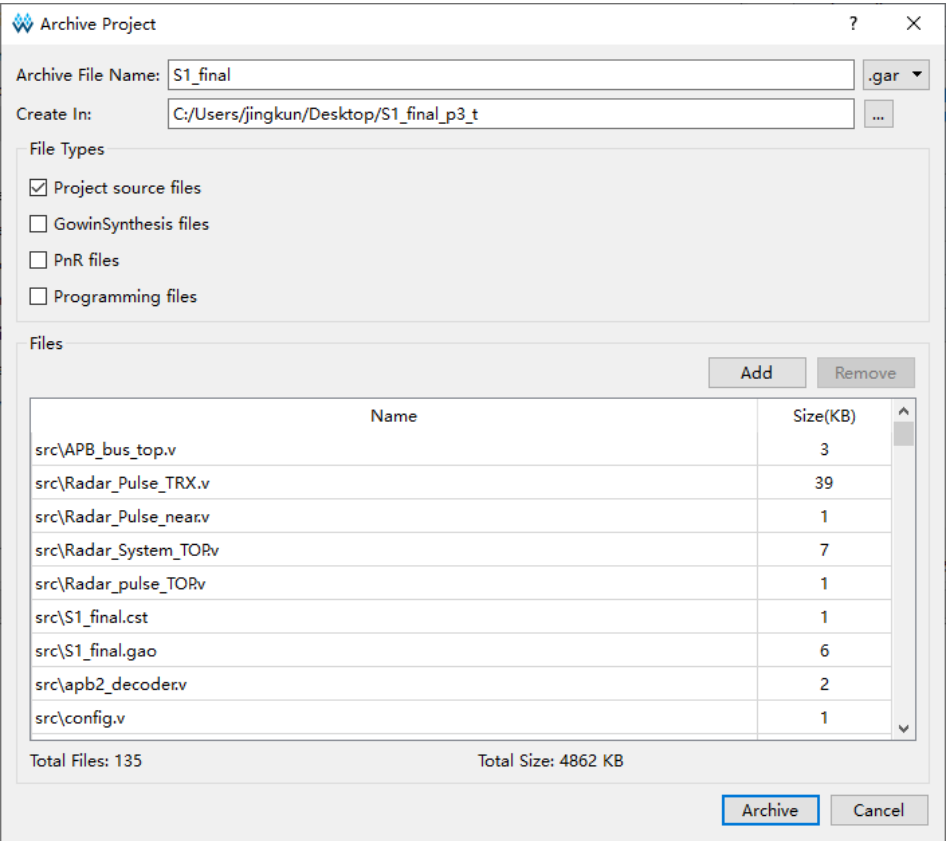 Archive Project ? ×
Archive File Name: S1_final .gar
Create In: C:/Users/jingkun/Desktop/S1_final_p3_t ...
File Types
Project source files
GowinSynthesis files
PnR files
Programming files
Files
Add Remove
Name Size(KB)
src\APB_bus_top.v 3
src\Radar_Pulse_TRX.v 39
src\Radar_Pulse_near.v 1
src\Radar_System_TOP.v 7
src\Radar_pulse_TOP.v 1
src\S1_final.cst 1
src\S1_final.gao 6
src\apb2_decoder.v 2
src\config.v 1
Total Files: 135 Total Size: 4862 KB
Archive Cancel